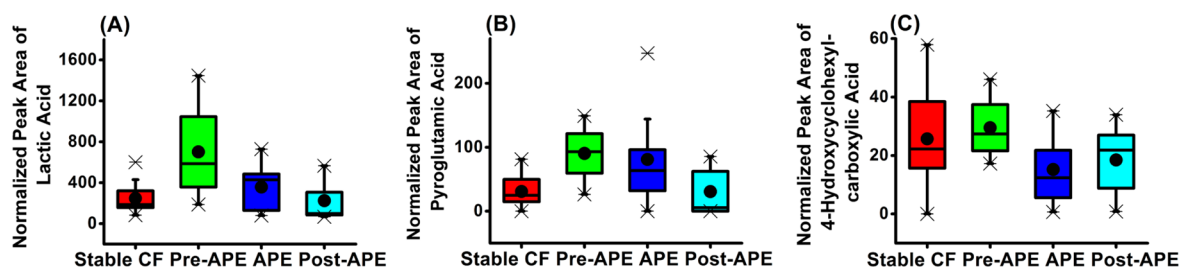 (A)
Normalized Peak Area of
Lactic Acid
1600
1200
800
400
0
Stable CF Pre-APE APE Post-APE
(B)
Normalized Peak Area of
Pyroglutamic Acid
200
100
0
Stable CF Pre-APE APE Post-APE
(C)
Normalized Peak Area of
4-Hydroxycyclohexyl-
carboxylic Acid
60
40
20
0
Stable CF Pre-APE APE Post-APE